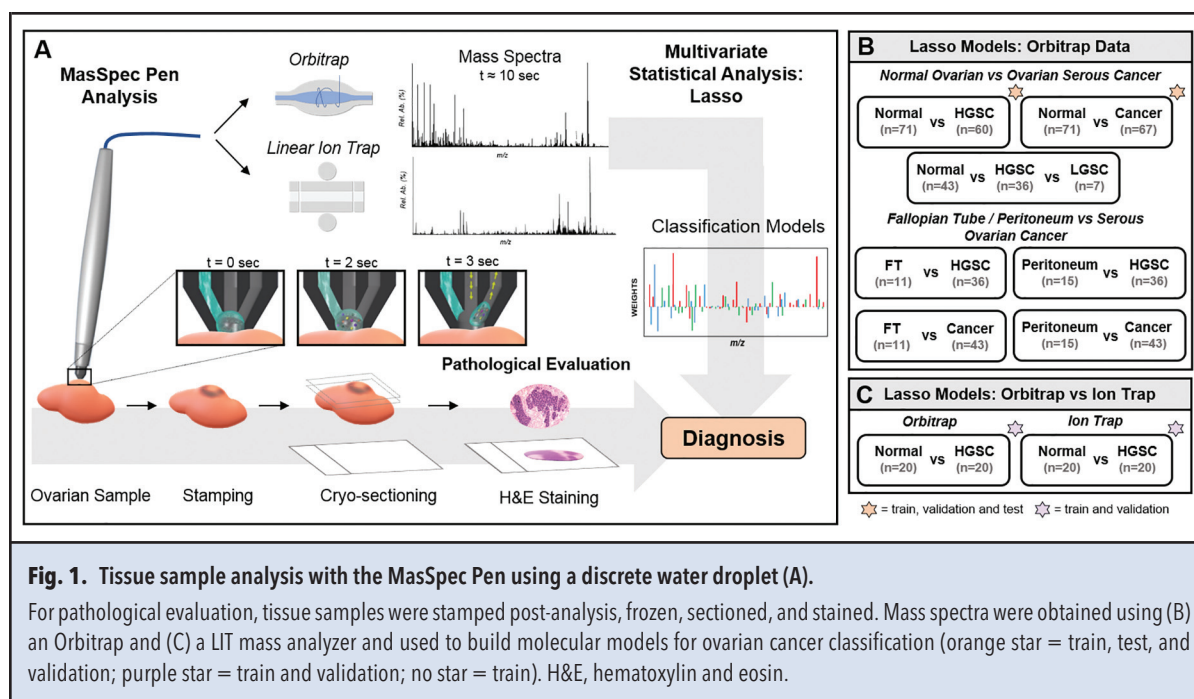 A
MasSpec Pen
Analysis
Orbitrap
Linear Ion Trap
Mass Spectra
t ≈ 10 sec
Rel. Ab. (%)
m/z
Rel. Ab. (%)
m/z
Multivariate
Statistical Analysis:
Lasso
Classification Models
WEIGHTS
m/z
t = 0 sec
t = 2 sec
t = 3 sec
Pathological Evaluation
Diagnosis
Ovarian Sample
Stamping
Cryo-sectioning
H&E Staining
B Lasso Models: Orbitrap Data
Normal Ovarian vs Ovarian Serous Cancer
Normal vs HGSC
(n=71) (n=60)
Normal vs Cancer
(n=71) (n=67)
Normal vs HGSC vs LGSC
(n=43) (n=36) (n=7)
Fallopian Tube / Peritoneum vs Serous
Ovarian Cancer
FT vs HGSC
(n=11) (n=36)
Peritoneum vs HGSC
(n=15) (n=36)
FT vs Cancer
(n=11) (n=43)
Peritoneum vs Cancer
(n=15) (n=43)
C Lasso Models: Orbitrap vs Ion Trap
Orbitrap
Normal vs HGSC
(n=20) (n=20)
Ion Trap
Normal vs HGSC
(n=20) (n=20)
= train, validation and test = train and validation
Fig. 1. Tissue sample analysis with the MasSpec Pen using a discrete water droplet (A).
For pathological evaluation, tissue samples were stamped post-analysis, frozen, sectioned, and stained. Mass spectra were obtained using (B)
an Orbitrap and (C) a LIT mass analyzer and used to build molecular models for ovarian cancer classification (orange star = train, test, and
validation; purple star = train and validation; no star = train). H&E, hematoxylin and eosin.